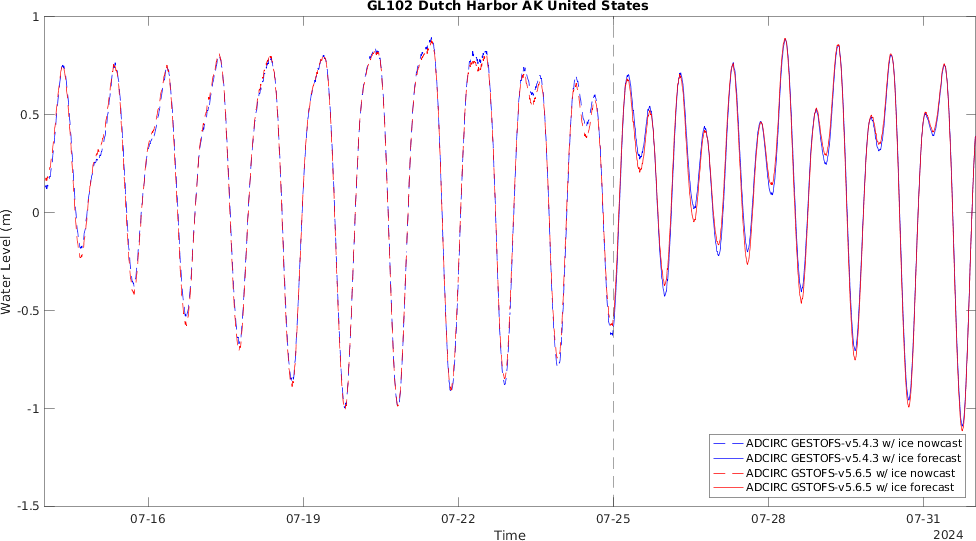 GL102 Dutch Harbor AK United States
1
0.5
0
-0.5
-1
-1.5
Water Level (m)
07-16
07-19
07-22
07-25
07-28
07-31
Time
2024
ADCIRC GESTOFS-v5.4.3 w/ ice nowcast
ADCIRC GESTOFS-v5.4.3 w/ ice forecast
ADCIRC GSTOFS-v5.6.5 w/ ice nowcast
ADCIRC GSTOFS-v5.6.5 w/ ice forecast